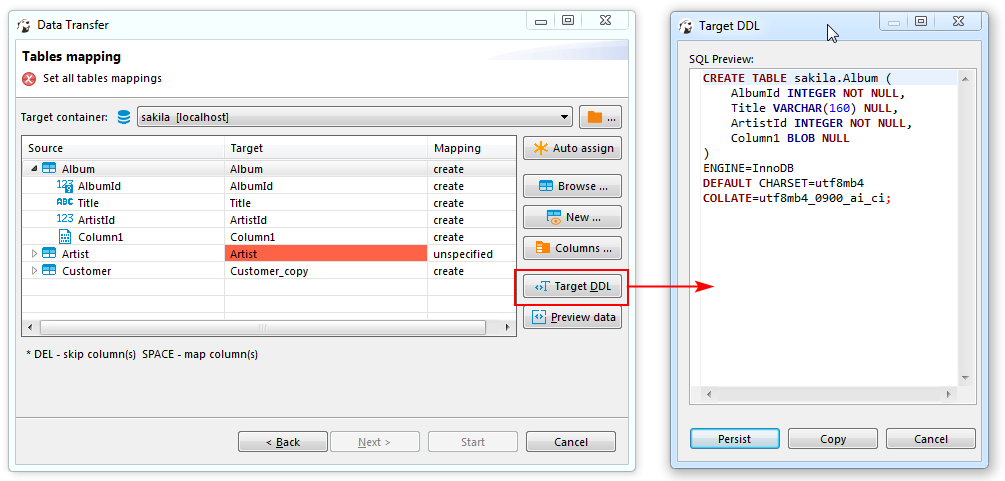 Data Transfer
Tables mapping
Set all tables mappings
Target container: sakila [localhost] ...
Source Target Mapping
Album Album create
123 AlbumId AlbumId create
ABC Title Title create
123 ArtistId ArtistId create
Column1 Column1 create
Artist Artist unspecified
Customer Customer_copy create
Auto assign
Browse ...
New ...
Columns ...
Target DDL
Preview data
* DEL - skip column(s) SPACE - map column(s)
< Back Next > Start Cancel
Target DDL
SQL Preview:
CREATE TABLE sakila.Album (
AlbumId INTEGER NOT NULL,
Title VARCHAR(160) NULL,
ArtistId INTEGER NOT NULL,
Column1 BLOB NULL
)
ENGINE=InnoDB
DEFAULT CHARSET=utf8mb4
COLLATE=utf8mb4_0900_ai_ci;
Persist Copy Cancel